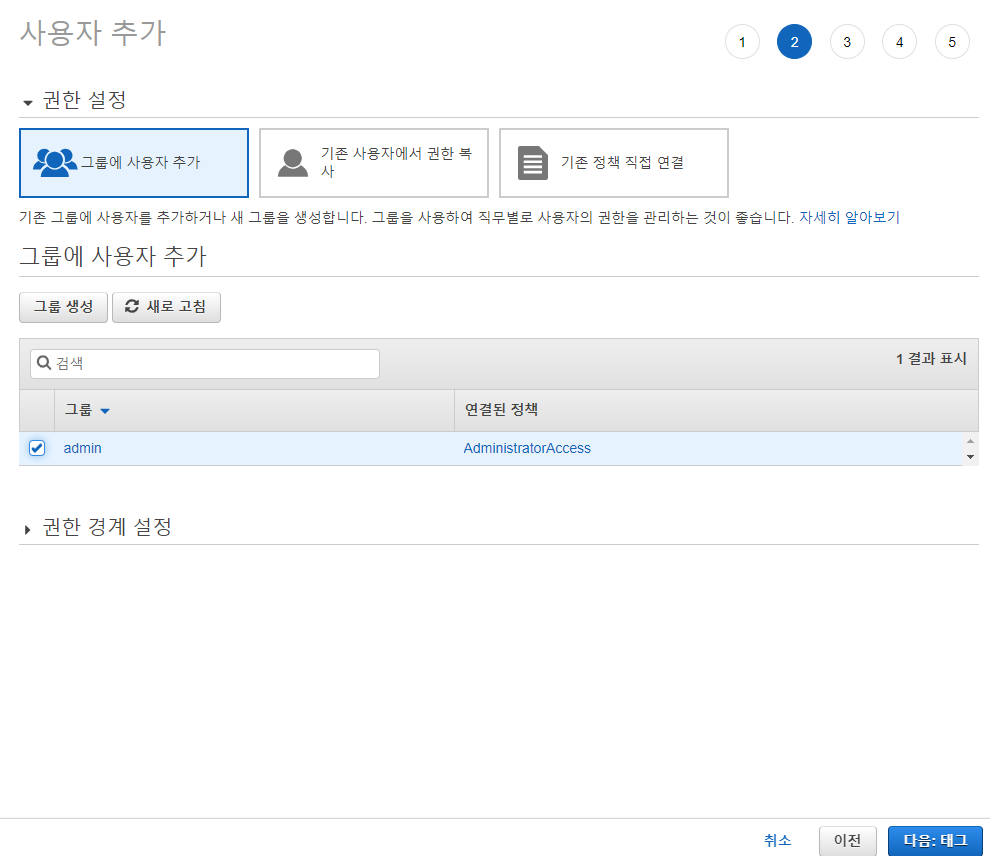 사용자 추가
1 2 3 4 5
권한 설정
그룹에 사용자 추가
기존 사용자에서 권한 복
사
기존 정책 직접 연결
기존 그룹에 사용자를 추가하거나 새 그룹을 생성합니다. 그룹을 사용하여 직무별로 사용자의 권한을 관리하는 것이 좋습니다. 자세히 알아보기
그룹에 사용자 추가
그룹 생성 새로 고침
검색 1 결과 표시
그룹 연결된 정책
admin AdministratorAccess
권한 경계 설정
취소 이전 다음: 태그